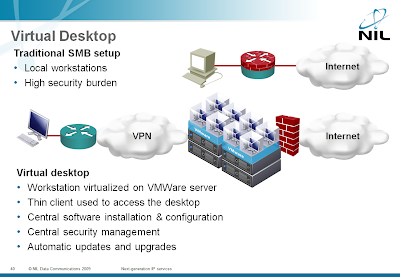 Virtual Desktop
NIL
Traditional SMB setup
• Local workstations
• High security burden
Internet
VPN
VMware
VMware
Internet
Virtual desktop
• Workstation virtualized on VMWare server
• Thin client used to access the desktop
• Central software installation & configuration
• Central security management
• Automatic updates and upgrades
© NIL Data Communications 2009
Next-generation IP services